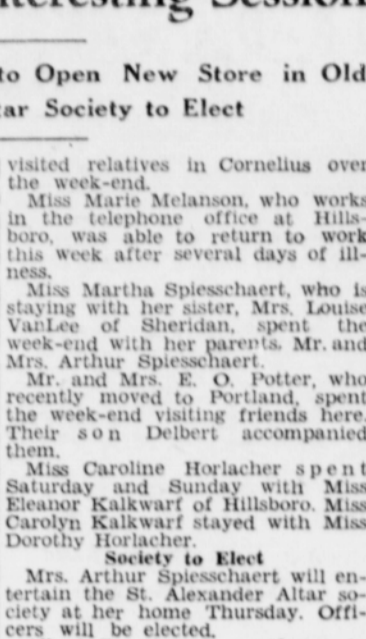 nteresting Session
to Open New Store in Old
tar Society to Elect
visited relatives in Cornelius over
the week-end.
Miss Marie Melanson, who works
in the telephone office at Hills-
boro, was able to return to work
this week after several days of ill-
ness.
Miss Martha Spiesschaert, who is
staying with her sister, Mrs. Louise
VanLee of Sheridan, spent the
week-end with her parents, Mr. and
Mrs. Arthur Spiesschaert.
Mr. and Mrs. E. O. Potter, who
recently moved to Portland, spent
the week-end visiting friends here.
Their son Delbert accompanied
them.
Miss Caroline Horlacher spent
Saturday and Sunday with Miss
Eleanor Kalkwarf of Hillsboro. Miss
Carolyn Kalkwarf stayed with Miss
Dorothy Horlacher.
Society to Elect
Mrs. Arthur Spiesschaert will en-
tertain the St. Alexander Altar so-
ciety at her home Thursday. Offi-
cers will be elected.